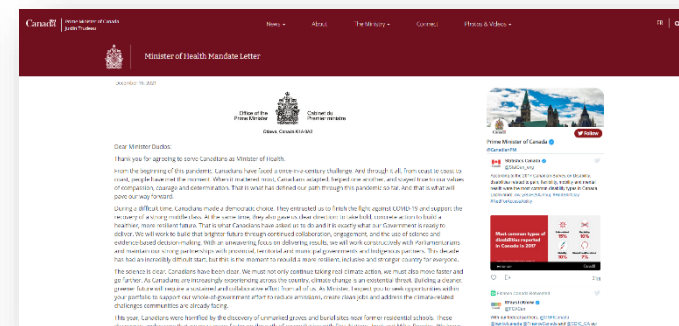 Canada
Prime Minister of Canada
Justin Trudeau
News
About
The Ministry
Connect
Photos & Videos
FR
Minister of Health Mandate Letter
December 16, 2021
Office of the
Prime Minister
Cabinet du
Premier ministre
Ottawa, Canada K1A 0A2
Dear Minister Duclos:
Thank you for agreeing to serve Canadians as Minister of Health.
From the beginning of this pandemic, Canadians have faced a once-in-a-century challenge. And through it all, from coast to coast to
coast, people have met the moment. When it mattered most, Canadians adapted, helped one another, and stayed true to our values
of compassion, courage and determination. That is what has defined our path through this pandemic so far. And that is what will
pave our way forward.
During a difficult time, Canadians made a democratic choice. They entrusted us to finish the fight against COVID-19 and support the
recovery of a strong middle class. At the same time, they also gave us clear direction: to take bold, concrete action to build a
healthier, more resilient future. That is what Canadians have asked us to do and it is exactly what our Government is ready to
deliver. We will work to build that brighter future through continued collaboration, engagement, and the use of science and
evidence-based decision-making. With an unwavering focus on delivering results, we will work constructively with Parliamentarians
and maintain our strong partnerships with provincial, territorial and municipal governments and Indigenous partners. This decade
has had an incredibly difficult start, but this is the moment to rebuild a more resilient, inclusive and stronger country for everyone.
The science is clear. Canadians have been clear. We must not only continue taking real climate action, we must also move faster and
go further. As Canadians are increasingly experiencing across the country, climate change is an existential threat. Building a cleaner,
greener future will require a sustained and collaborative effort from all of us. As Minister, I expect you to seek opportunities within
your portfolio to support our whole-of-government effort to reduce emissions, create clean jobs and address the climate-related
challenges communities are already facing.
This year, Canadians were horrified by the discovery of unmarked graves and burial sites near former residential schools. These
Follow
Prime Minister of Canada
@CanadianPM
Statistics Canada
@StatCan_eng
Most common types of
disabilities reported
in Canada in 2017
15%
10%
10%
7%